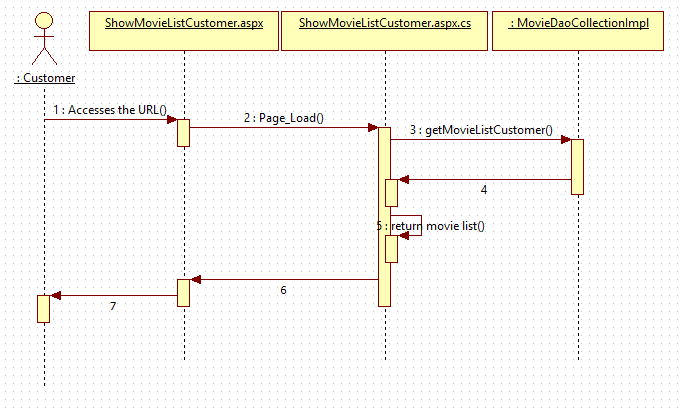 ShowMovieListCustomer.aspx
ShowMovieListCustomer.aspx.cs
: MovieDaoCollectionImpl
: Customer
1 : Accesses the URL()
2 : Page_Load()
3 : getMovieListCustomer()
4
5 : return movie list()
6
7